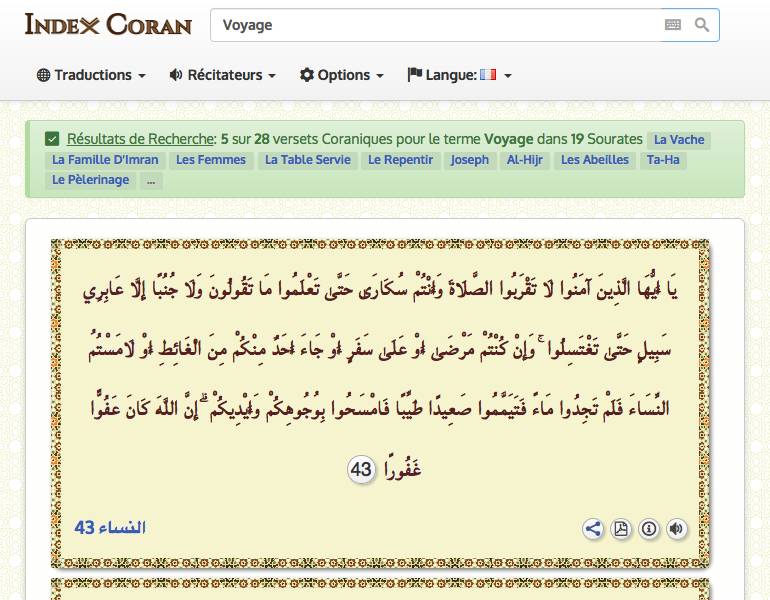 INDEX CORAN
Voyage
Traductions
Récitateurs
Options
Langue:
Résultats de Recherche: 5 sur 28 versets Coraniques pour le terme Voyage dans 19 Sourates La Vache
La Famille D'Imran Les Femmes La Table Servie Le Repentir Joseph Al-Hijr Les Abeilles Ta-Ha
Le Pèlerinage ...
يَا أَيُّهَا الَّذِينَ آمَنُوا لَا تَقْرَبُوا الصَّلَاةَ وَأَنْتُمْ سُكَارَىٰ حَتَّىٰ تَعْلَمُوا مَا تَقُولُونَ وَلَا جُنُبًا إِلَّا عَابِرِي
سَبِيلٍ حَتَّىٰ تَغْتَسِلُوا ۚ وَإِنْ كُنْتُمْ مَرْضَىٰ أَوْ عَلَىٰ سَفَرٍ أَوْ جَاءَ أَحَدٌ مِنْكُمْ مِنَ الْغَائِطِ أَوْ لَامَسْتُمُ
النِّسَاءَ فَلَمْ تَجِدُوا مَاءً فَتَيَمَّمُوا صَعِيدًا طَيِّبًا فَامْسَحُوا بِوُجُوهِكُمْ وَأَيْدِيكُمْ ۗ إِنَّ اللَّهَ كَانَ عَفُوًّا
غَفُورًا 43
النساء 43